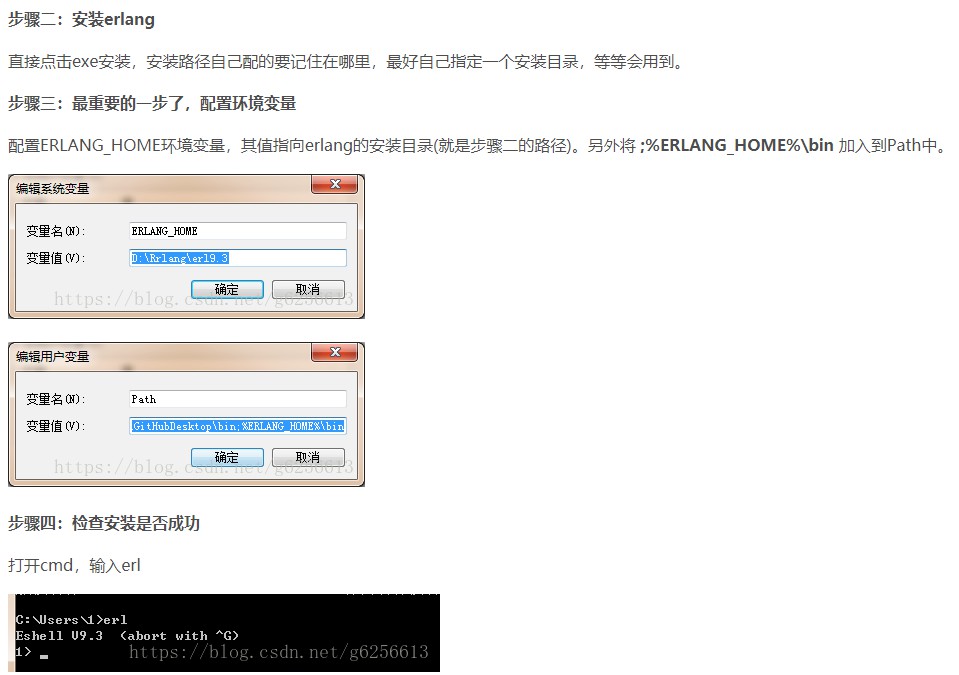 步骤二：安装erlang
直接点击exe安装，安装路径自己配的要记住在哪里，最好自己指定一个安装目录，等等会用到。
步骤三：最重要的一步了，配置环境变量
配置ERLANG_HOME环境变量，其值指向erlang的安装目录(就是步骤二的路径)。另外将 ;%ERLANG_HOME%\bin 加入到Path中。
编辑系统变量
变量名(N): ERLANG_HOME
变量值(V): D:\Rrlang\erl9.3
确定 取消
https://blog.csdn.net/g6256613
编辑用户变量
变量名(N): Path
变量值(V): GitHubDesktop\bin;%ERLANG_HOME%\bin
确定 取消
https://blog.csdn.net/g6256613
步骤四：检查安装是否成功
打开cmd，输入erl
C:\Users\1>erl
Eshell V9.3  (abort with ^G)
1> _
https://blog.csdn.net/g6256613